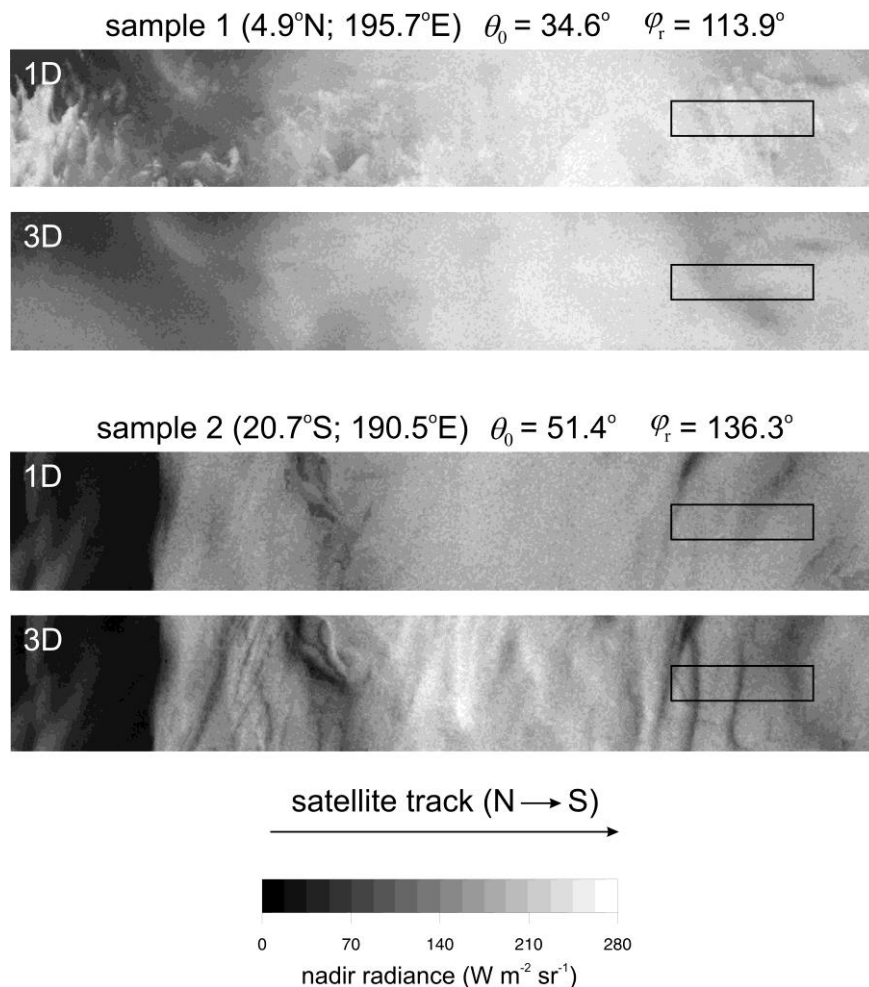 sample 1 (4.9°N; 195.7°E) θ₀ = 34.6° φᵣ = 113.9°
1D
3D
sample 2 (20.7°S; 190.5°E) θ₀ = 51.4° φᵣ = 136.3°
1D
3D
satellite track (N → S)
0 70 140 210 280
nadir radiance (W m⁻² sr⁻¹)